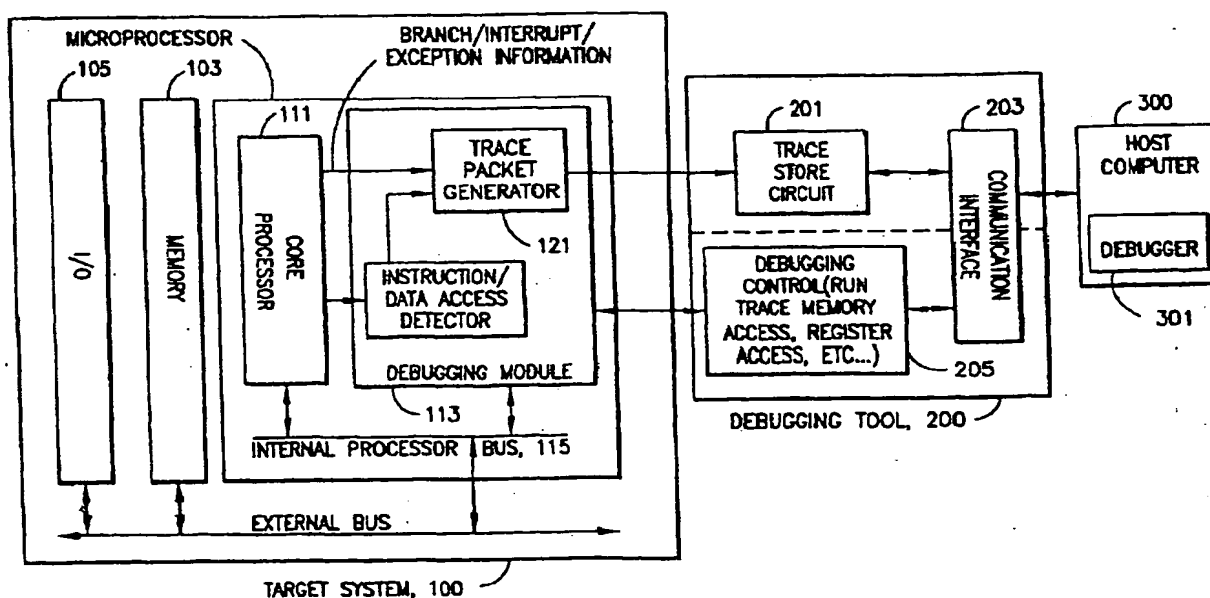 MICROPROCESSOR
BRANCH/INTERRUPT/
EXCEPTION INFORMATION
105
103
111
I/O
MEMORY
CORE
PROCESSOR
TRACE
PACKET
GENERATOR
121
INSTRUCTION/
DATA ACCESS
DETECTOR
DEBUGGING MODULE
113
INTERNAL PROCESSOR BUS, 115
EXTERNAL BUS
TARGET SYSTEM, 100
201
TRACE
STORE
CIRCUIT
203
COMMUNICATION
INTERFACE
DEBUGGING
CONTROL(RUN
TRACE MEMORY
ACCESS, REGISTER
ACCESS, ETC...)
205
DEBUGGING TOOL, 200
300
HOST
COMPUTER
DEBUGGER
301